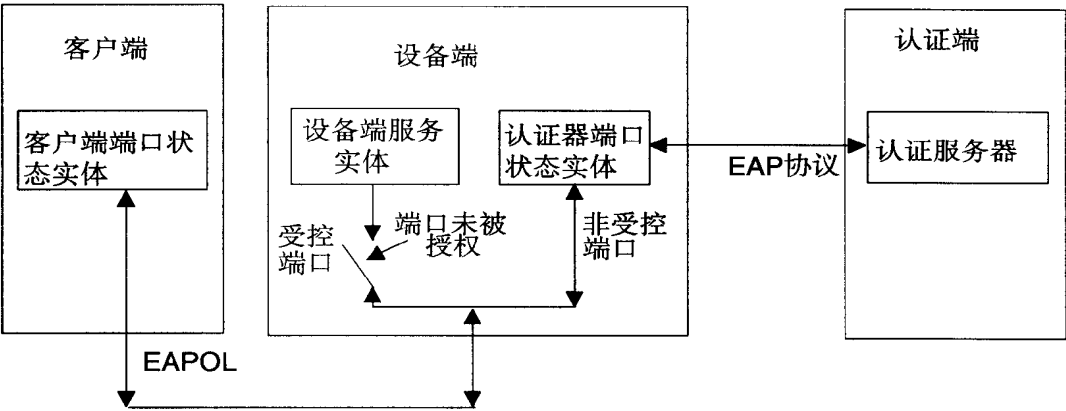 客户端
客户端端口状
态实体
设备端
设备端服务
实体
认证器端口
状态实体
受控
端口
端口未被
授权
非受控
端口
EAPOL
EAP协议
认证端
认证服务器